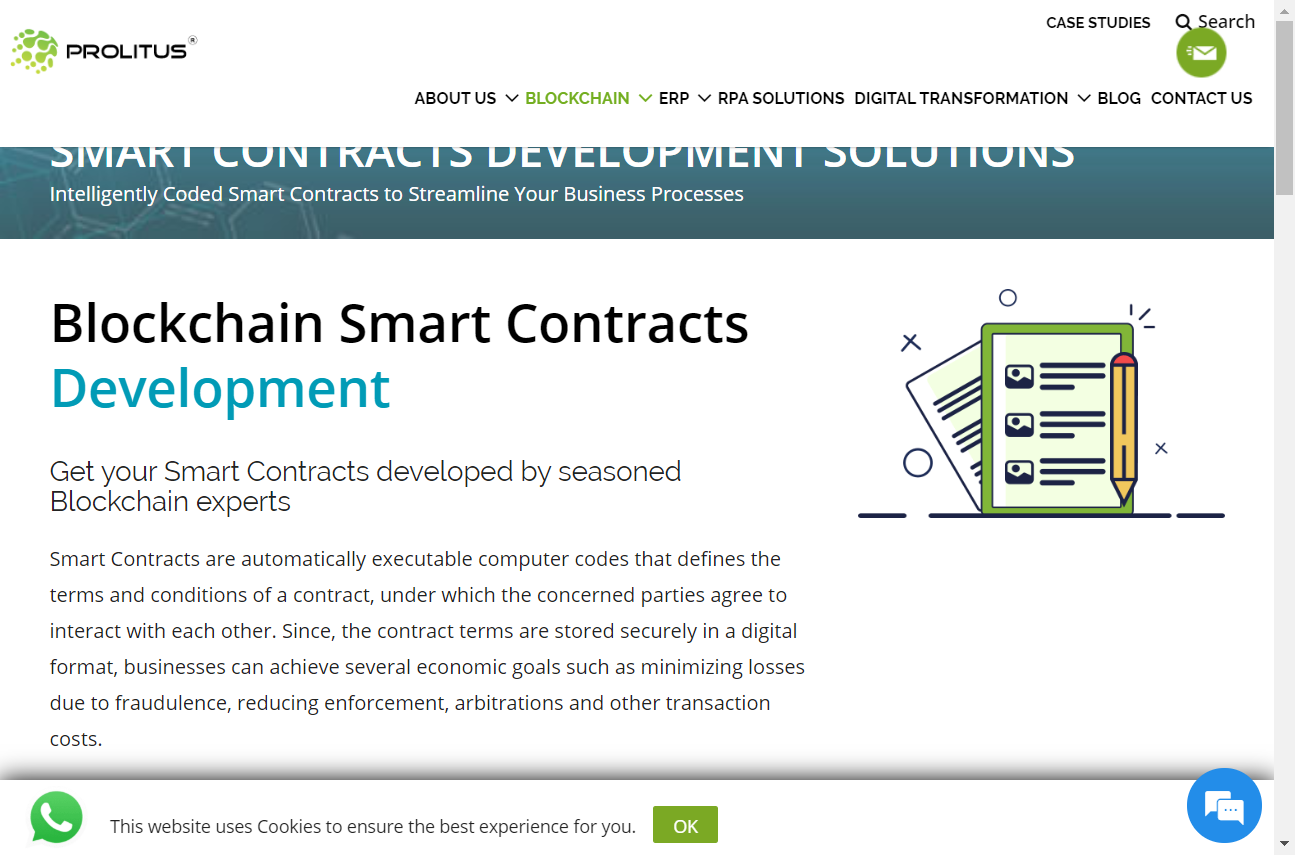 CASE STUDIES
Search
PROLITUS®
ABOUT US
BLOCKCHAIN
ERP
RPA SOLUTIONS
DIGITAL TRANSFORMATION
BLOG
CONTACT US
SMART CONTRACTS DEVELOPMENT SOLUTIONS
Intelligently Coded Smart Contracts to Streamline Your Business Processes
Blockchain Smart Contracts
Development
Get your Smart Contracts developed by seasoned
Blockchain experts
Smart Contracts are automatically executable computer codes that defines the
terms and conditions of a contract, under which the concerned parties agree to
interact with each other. Since, the contract terms are stored securely in a digital
format, businesses can achieve several economic goals such as minimizing losses
due to fraudulence, reducing enforcement, arbitrations and other transaction
costs.
This website uses Cookies to ensure the best experience for you.
OK